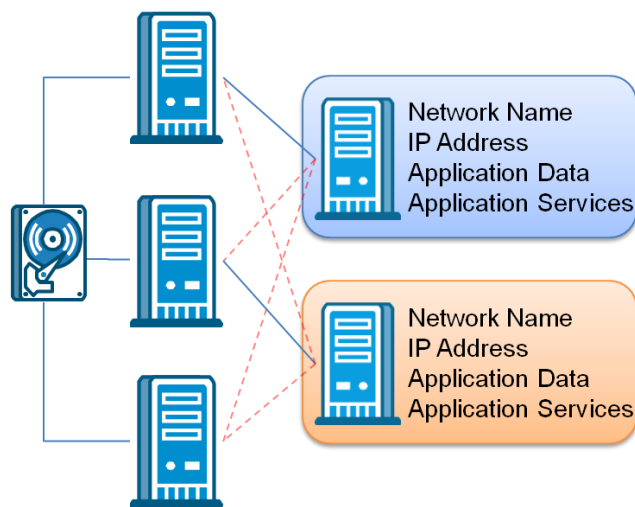 Network Name
IP Address
Application Data
Application Services
Network Name
IP Address
Application Data
Application Services